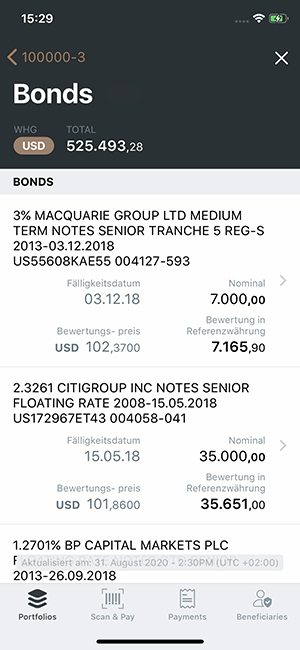 15:29
100000-3
Bonds
WHG TOTAL
USD 525.493,28
BONDS
3% MACQUARIE GROUP LTD MEDIUM
TERM NOTES SENIOR TRANCHE 5 REG-S
2013-03.12.2018
US55608KAE55 004127-593
Fälligkeitsdatum Nominal
03.12.18 7.000,00
Bewertungs- preis Bewertung in Referenzwährung
USD 102,3700 7.165,90
2.3261 CITIGROUP INC NOTES SENIOR
FLOATING RATE 2008-15.05.2018
US172967ET43 004058-041
Fälligkeitsdatum Nominal
15.05.18 35.000,00
Bewertungs- preis Bewertung in Referenzwährung
USD 101,8600 35.651,00
1.2701% BP CAPITAL MARKETS PLC
Aktualisiert am: 31. August 2020 - 2:30PM (UTC +02:00)
2013-26.09.2018
Portfolios Scan & Pay Payments Beneficiaries